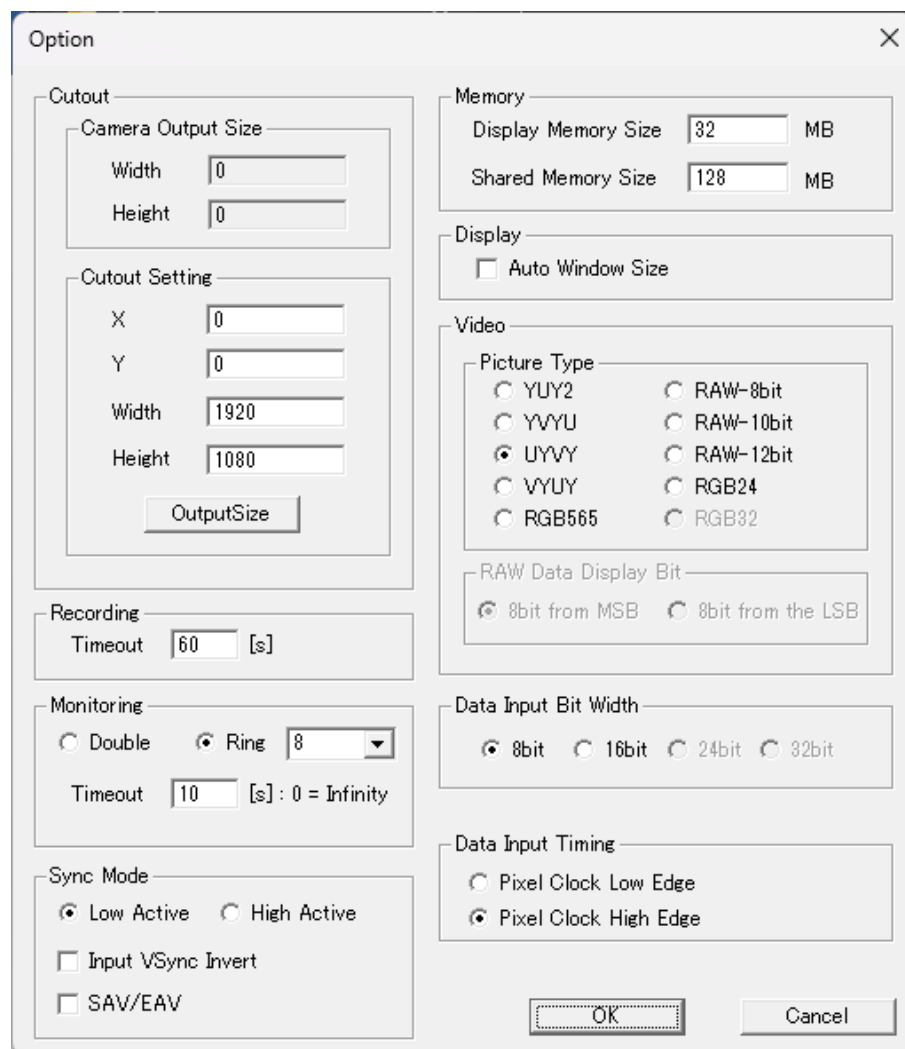 Option
Cutout
Camera Output Size
Width 0
Height 0
Cutout Setting
X 0
Y 0
Width 1920
Height 1080
OutputSize
Recording
Timeout 60 [s]
Monitoring
Double Ring 8
Timeout 10 [s] : 0 = Infinity
Sync Mode
Low Active High Active
Input VSync Invert
SAV/EAV
Memory
Display Memory Size 32 MB
Shared Memory Size 128 MB
Display
Auto Window Size
Video
Picture Type
YUY2 RAW-8bit
YVYU RAW-10bit
UYVY RAW-12bit
VYUY RGB24
RGB565 RGB32
RAW Data Display Bit
8bit from MSB 8bit from the LSB
Data Input Bit Width
8bit 16bit 24bit 32bit
Data Input Timing
Pixel Clock Low Edge
Pixel Clock High Edge
OK Cancel